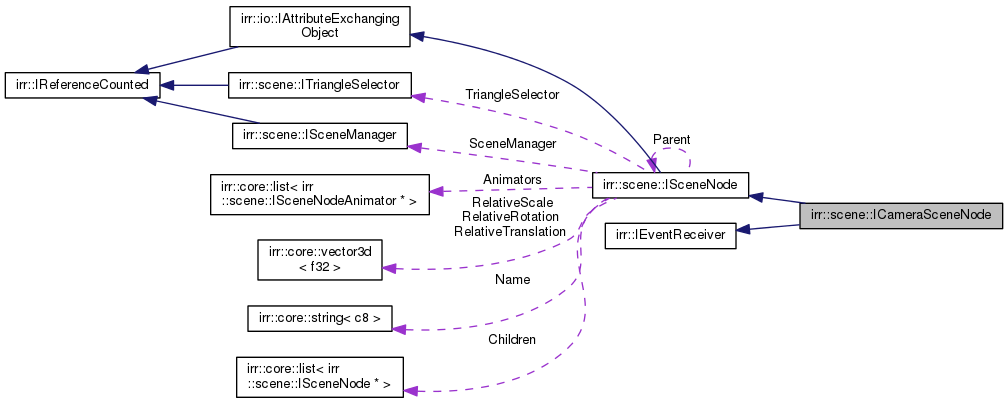 irr::io::IAttributeExchanging
Object
irr::IReferenceCounted
irr::scene::ITriangleSelector
TriangleSelector
irr::scene::ISceneManager
SceneManager
Parent
irr::core::list< irr
::scene::ISceneNodeAnimator * >
Animators
irr::scene::ISceneNode
irr::scene::ICameraSceneNode
RelativeScale
RelativeRotation
RelativeTranslation
irr::IEventReceiver
irr::core::vector3d
< f32 >
Name
irr::core::string< c8 >
Children
irr::core::list< irr
::scene::ISceneNode * >